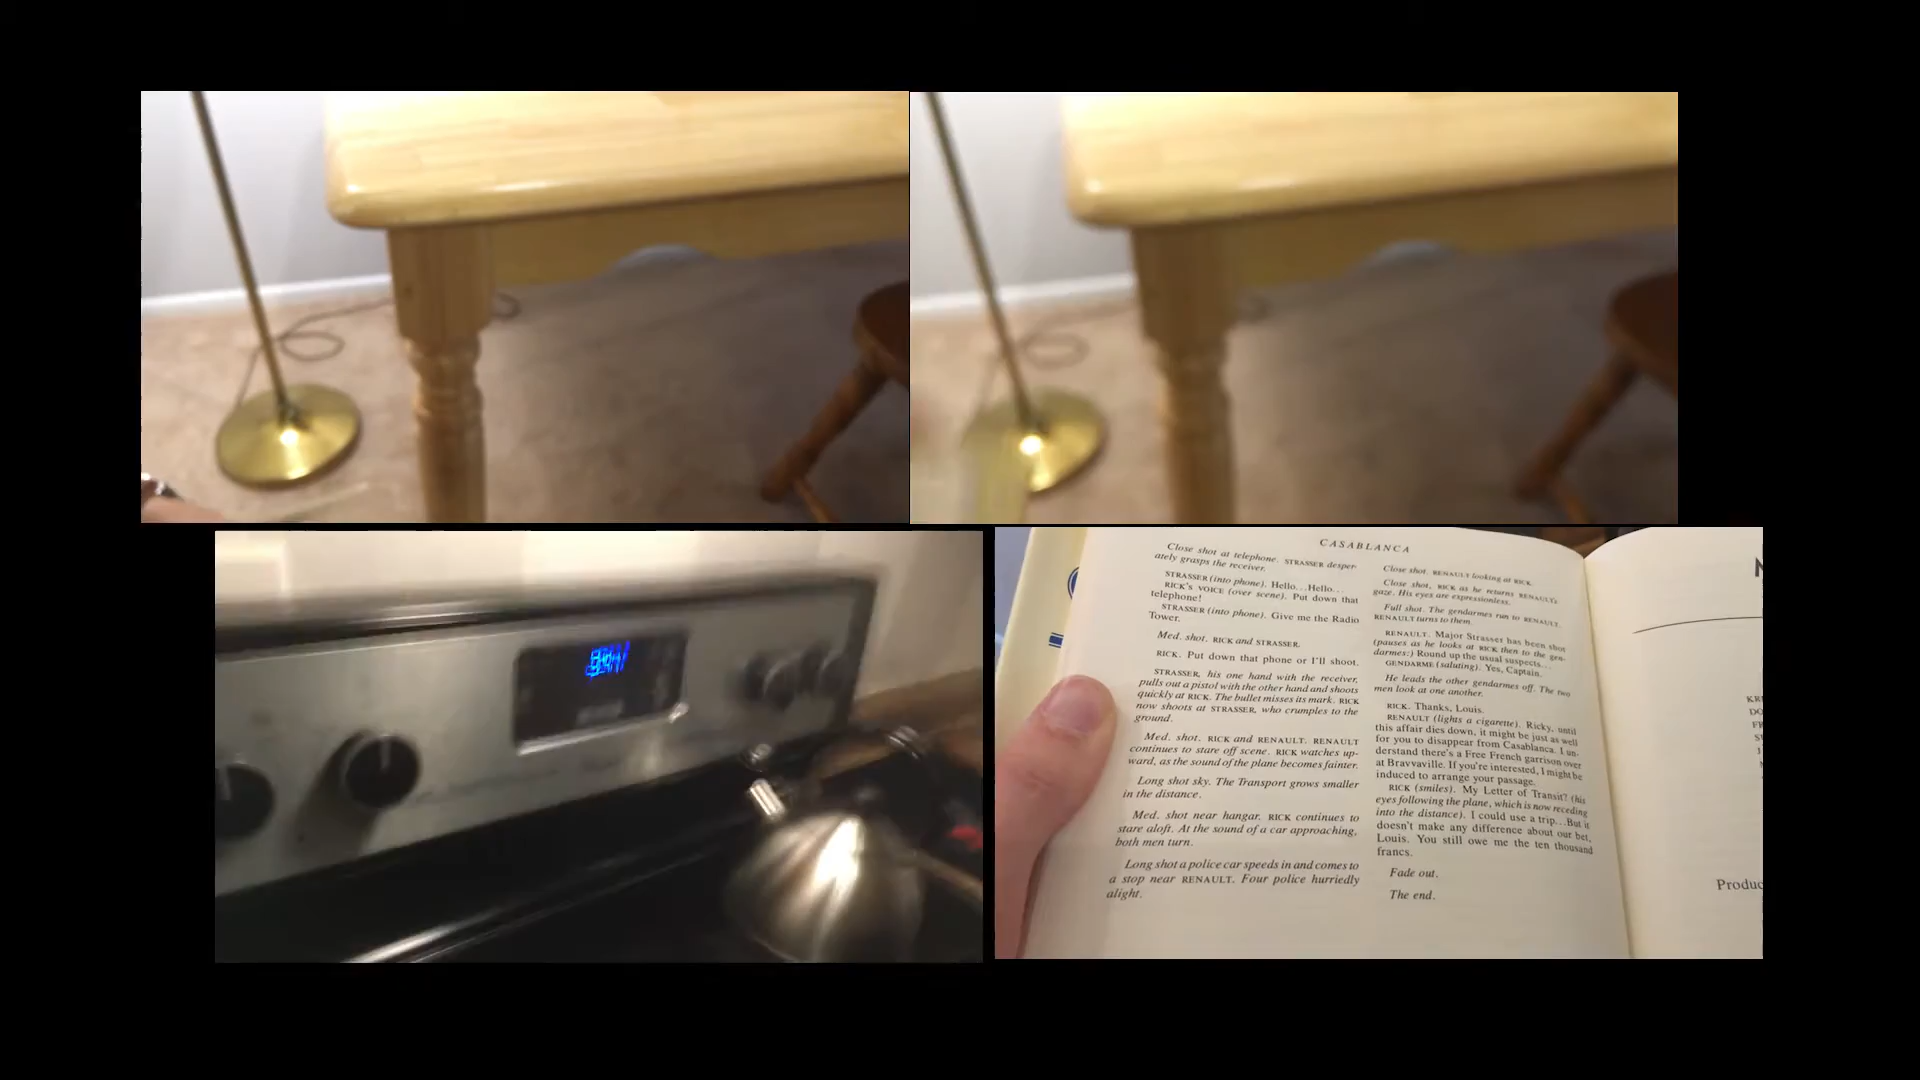 CASABLANCA
Close shot at telephone. STRASSER desper-
ately grasps the receiver.
STRASSER (into phone). Hello...Hello...
RICK'S VOICE (over scene). Put down that
telephone!
STRASSER (into phone). Give me the Radio
Tower.
Med. shot. RICK and STRASSER.
RICK. Put down that phone or I'll shoot.
STRASSER, his one hand with the receiver,
pulls out a pistol with the other hand and shoots
quickly at RICK. The bullet misses its mark. RICK
now shoots at STRASSER, who crumples to the
ground.
Med. shot. RICK and RENAULT. RENAULT
continues to stare off scene. RICK watches up-
ward, as the sound of the plane becomes fainter.
Long shot sky. The Transport grows smaller
in the distance.
Med. shot near hangar. RICK continues to
stare aloft. At the sound of a car approaching,
both men turn.
Long shot a police car speeds in and comes to
a stop near RENAULT. Four police hurriedly
alight.
Close shot. RENAULT looking at RICK.
Close shot, RICK as he returns RENAULT's
gaze. His eyes are expressionless.
Full shot. The gendarmes run to RENAULT.
RENAULT turns to them.
RENAULT. Major Strasser has been shot
(pauses as he looks at RICK then to the gen-
darmes:) Round up the usual suspects...
GENDARME (saluting). Yes, Captain.
He leads the other gendarmes off. The two
men look at one another.
RICK. Thanks, Louis.
RENAULT (lights a cigarette). Ricky, until
this affair dies down, it might be just as well
for you to disappear from Casablanca. I un-
derstand there's a Free French garrison over
at Bravvaville. If you're interested, I might be
induced to arrange your passage.
RICK (smiles). My Letter of Transit? (his
eyes following the plane, which is now receding
into the distance). I could use a trip...But it
doesn't make any difference about our bet,
Louis. You still owe me the ten thousand
francs.
Fade out.
The end.
Produc